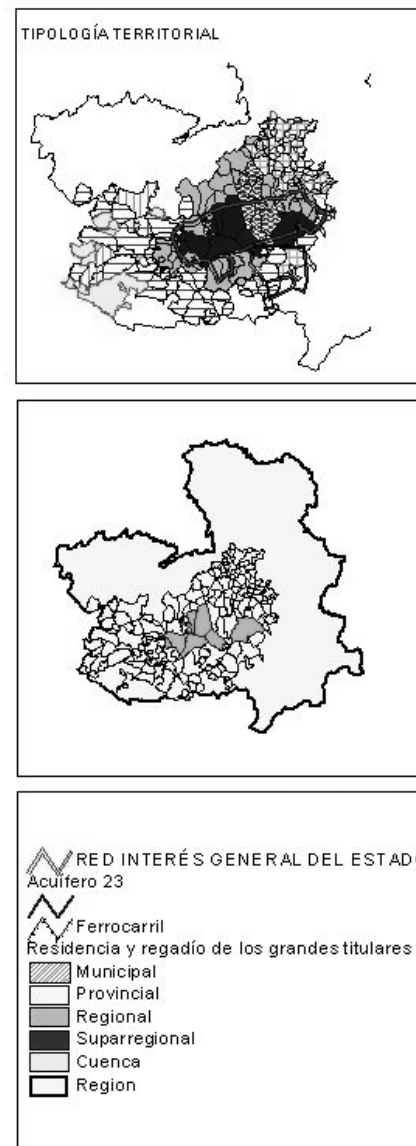 TIPOLOGÍA TERRITORIAL
RED INTERÉS GENERAL DEL ESTADO
Acuífero 23
Ferrocarril
Residencia y regadío de los grandes titulares
Municipal
Provincial
Regional
Suparregional
Cuenca
Region